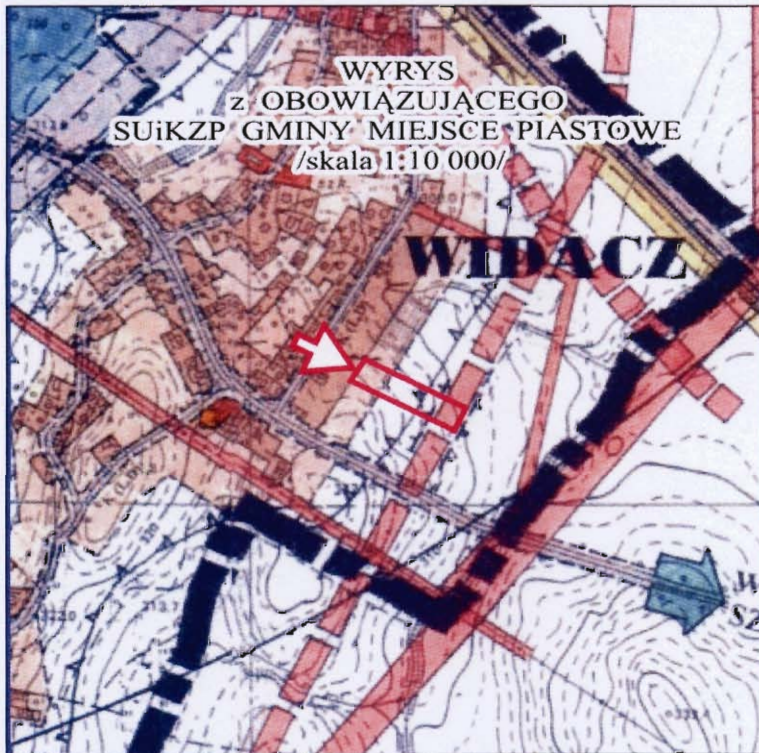 WYRYS
z OBOWIĄZUJĄCEGO
SUiKZP GMINY MIEJSCE PIASTOWE
/skala 1:10 000/
WIDACZ